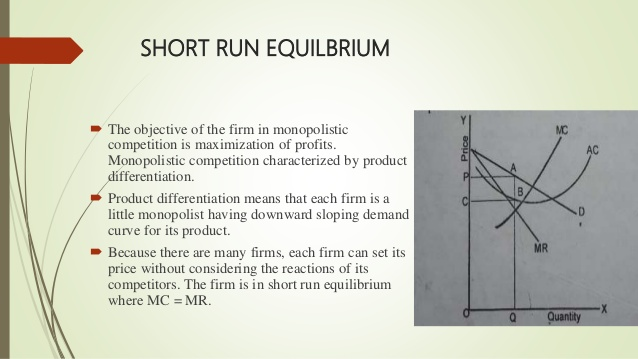 SHORT RUN EQUILBRIUM
The objective of the firm in monopolistic
competition is maximization of profits.
Monopolistic competition characterized by product
differentiation.
Product differentiation means that each firm is a
little monopolist having downward sloping demand
curve for its product.
Because there are many firms, each firm can set its
price without considering the reactions of its
competitors. The firm is in short run equilibrium
where MC = MR.
Y
MC
AC
Price
A
P
B
C
D
MR
O
Q
Quantity
X